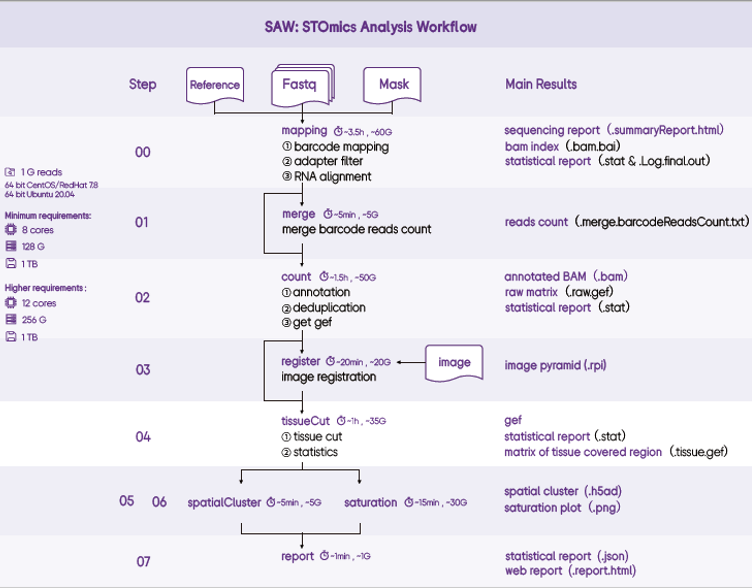 SAW: STOmics Analysis Workflow
Step
Reference
Fastq
Mask
Main Results
00
mapping ~3.5h , ~60G
① barcode mapping
② adapter filter
③ RNA alignment
sequencing report (.summaryReport.html)
bam index (.bam.bai)
statistical report (.stat & .Log.final.out)
1 G reads
64 bit CentOS/RedHat 7.8
64 bit Ubuntu 20.04
Minimum requirements:
8 cores
128 G
1 TB
Higher requirements :
12 cores
256 G
1 TB
01
merge ~5min , ~5G
merge barcode reads count
reads count (.merge.barcodeReadsCount.txt)
02
count ~1.5h , ~50G
① annotation
② deduplication
③ get gef
annotated BAM (.bam)
raw matrix (.raw.gef)
statistical report (.stat)
03
register ~20min , ~20G
image registration
image
image pyramid (.rpi)
04
tissueCut ~1h , ~35G
① tissue cut
② statistics
gef
statistical report (.stat)
matrix of tissue covered region (.tissue.gef)
05 06
spatialCluster ~5min , ~5G
saturation ~15min , ~30G
spatial cluster (.h5ad)
saturation plot (.png)
07
report ~1min , ~1G
statistical report (.json)
web report (.report.html)